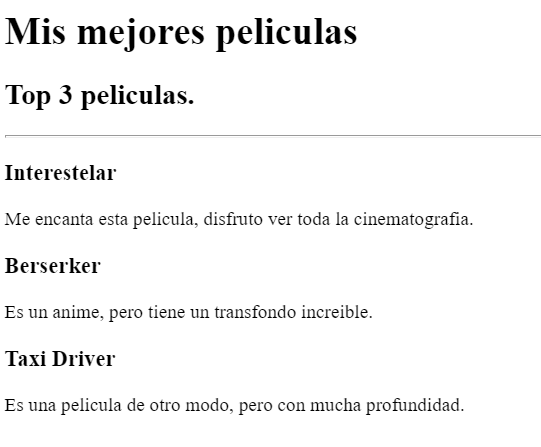 Mis mejores peliculas
Top 3 peliculas.
Interestelar
Me encanta esta pelicula, disfruto ver toda la cinematografia.
Berserker
Es un anime, pero tiene un transfondo increible.
Taxi Driver
Es una pelicula de otro modo, pero con mucha profundidad.